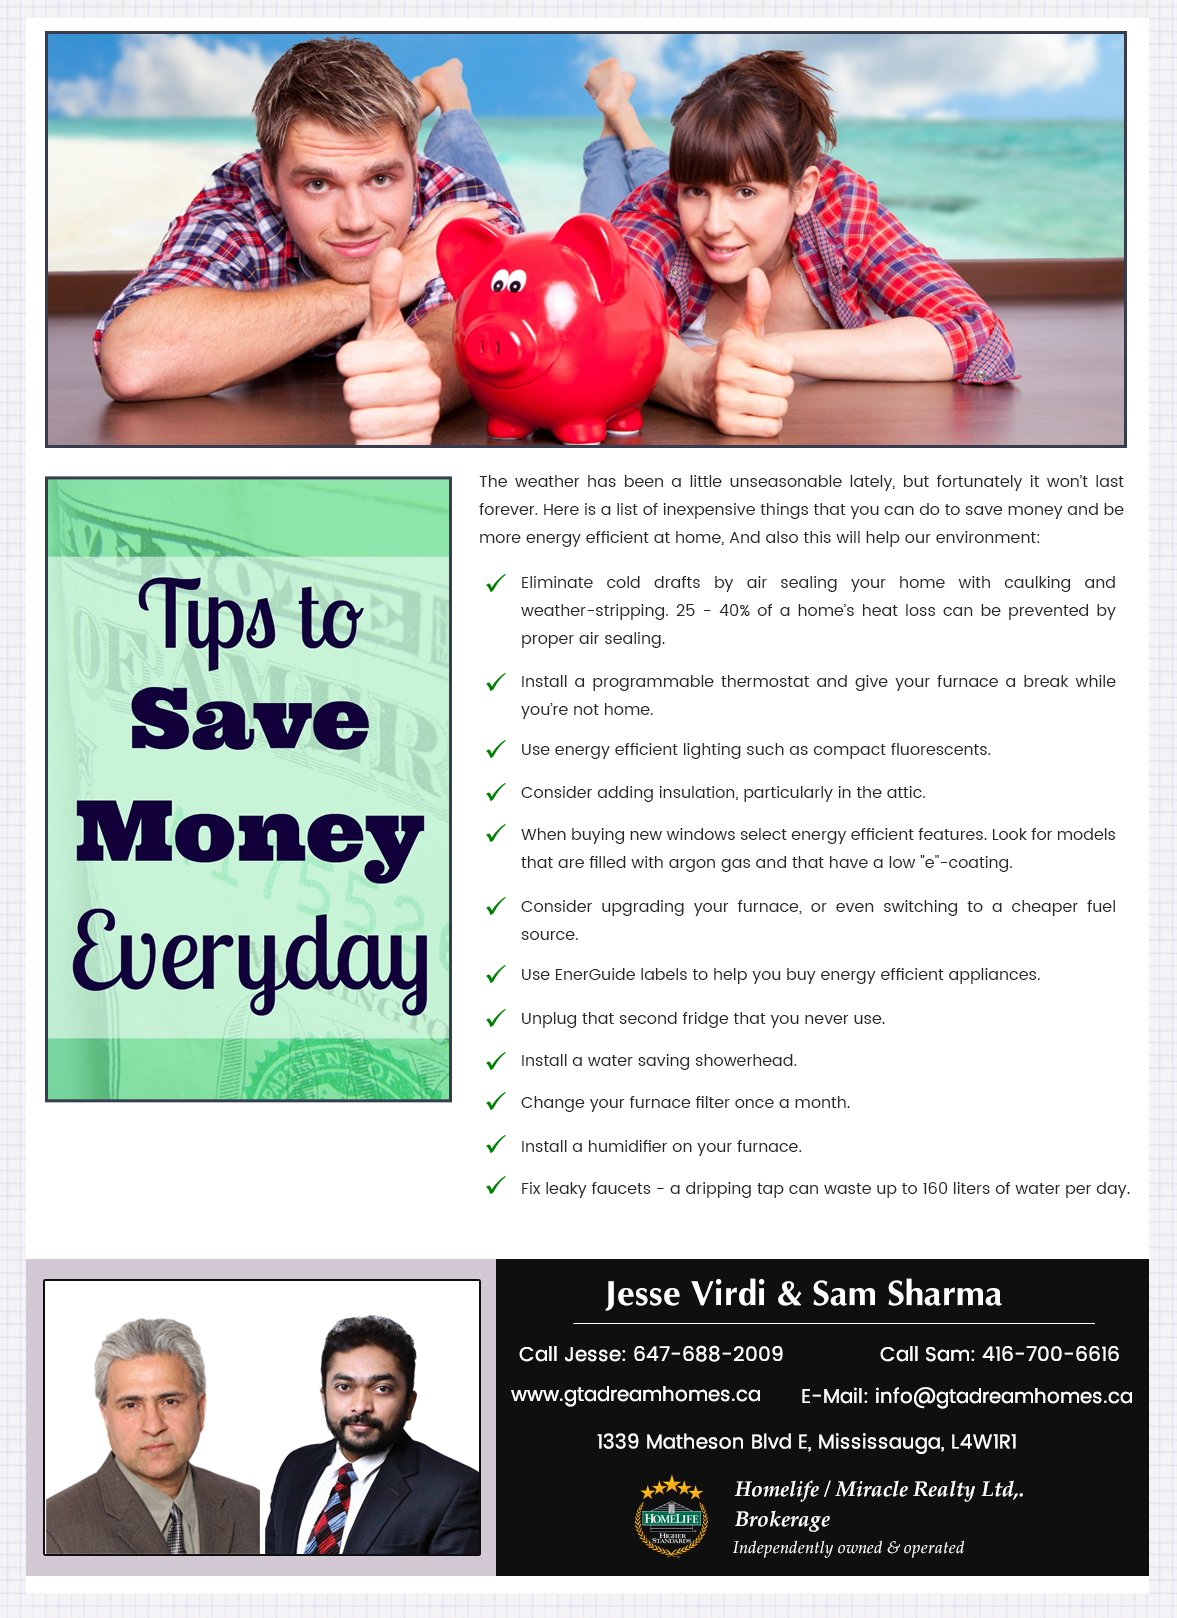 Tips to
Save
Money
Everyday
The weather has been a little unseasonable lately, but fortunately it won't last
forever. Here is a list of inexpensive things that you can do to save money and be
more energy efficient at home, And also this will help our environment:
Eliminate cold drafts by air sealing your home with caulking and
weather-stripping. 25 - 40% of a home's heat loss can be prevented by
proper air sealing.
Install a programmable thermostat and give your furnace a break while
you're not home.
Use energy efficient lighting such as compact fluorescents.
Consider adding insulation, particularly in the attic.
When buying new windows select energy efficient features. Look for models
that are filled with argon gas and that have a low "e"-coating.
Consider upgrading your furnace, or even switching to a cheaper fuel
source.
Use EnerGuide labels to help you buy energy efficient appliances.
Unplug that second fridge that you never use.
Install a water saving showerhead.
Change your furnace filter once a month.
Install a humidifier on your furnace.
Fix leaky faucets - a dripping tap can waste up to 160 liters of water per day.
Jesse Virdi & Sam Sharma
Call Jesse: 647-688-2009 Call Sam: 416-700-6616
www.gtadreamhomes.ca E-Mail: info@gtadreamhomes.ca
1339 Matheson Blvd E, Mississauga, L4W1R1
HOMELIFE
HIGHER
STANDARDS
Homelife / Miracle Realty Ltd,.
Brokerage
Independently owned & operated